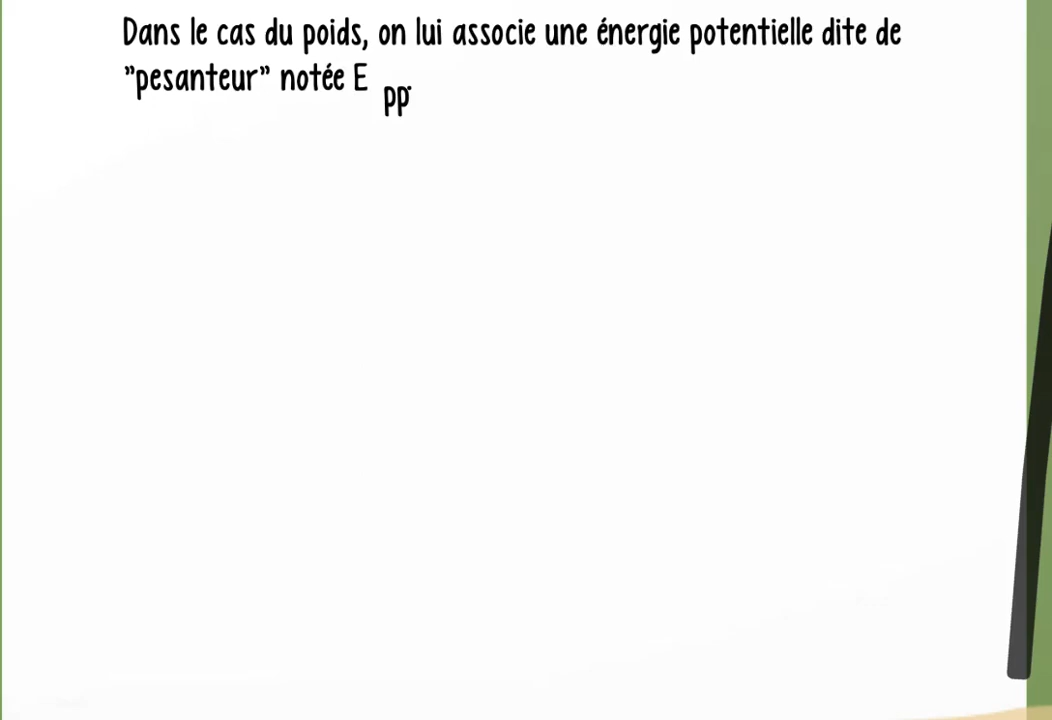 Dans le cas du poids, on lui associe une énergie potentielle dite de
"pesanteur" notée E pp.